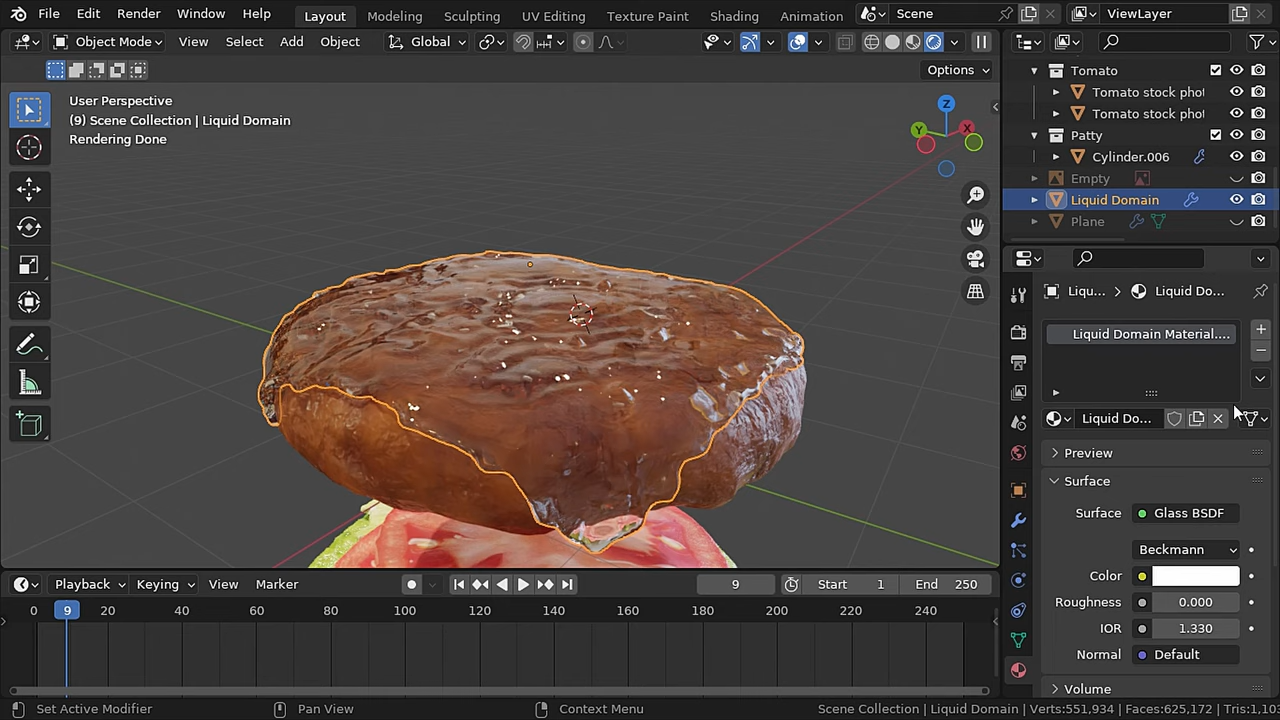 File Edit Render Window Help Layout Modeling Sculpting UV Editing Texture Paint Shading Animation Scene ViewLayer
Object Mode View Select Add Object Global
Options
User Perspective
(9) Scene Collection | Liquid Domain
Rendering Done
Z
Y X
Tomato
Tomato stock phot
Tomato stock phot
Patty
Cylinder.006
Empty
Liquid Domain
Plane
Liqu... > Liquid Do...
Liquid Domain Material....
Liquid Do...
Preview
Surface
Surface Glass BSDF
Beckmann
Color
Roughness 0.000
IOR 1.330
Normal Default
Volume
Playback Keying View Marker 9 Start 1 End 250
0 9 20 40 60 80 100 120 140 160 180 200 220 240
Set Active Modifier Pan View Context Menu Scene Collection | Liquid Domain | Verts:551,934 | Faces:625,172 | Tris:1,103